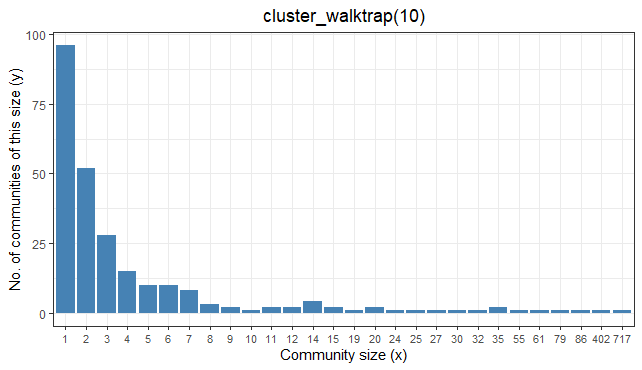 cluster_walktrap(10)
100
75
50
25
0
No. of communities of this size (y)
1 2 3 4 5 6 7 8 9 10 11 12 14 15 19 20 24 25 27 30 32 35 55 61 79 86 402 717
Community size (x)